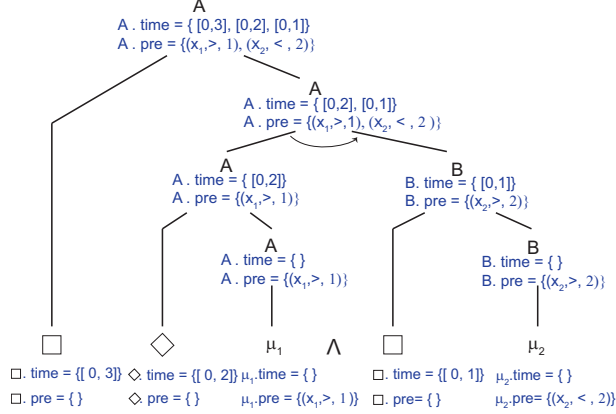 A
A . time = { [0,3], [0,2], [0,1]}
A . pre = {(x₁,>, 1), (x₂, < , 2)}
A
A . time = { [0,2], [0,1]}
A . pre = {(x₁,>,1), (x₂, < , 2 )}
A
A . time = { [0,2]}
A . pre = {(x₁,>, 1)}
B
B. time = { [0,1]}
B. pre = {(x₂,>, 2)}
A
A . time = { }
A . pre = {(x₁,>, 1)}
B
B. time = { }
B. pre = {(x₂,>, 2)}
□ ◇ μ₁ Λ □ μ₂
□. time = {[ 0, 3]} ◇. time = {[ 0, 2]} μ₁.time = { } □. time = {[ 0, 1]} μ₂.time = { }
□. pre = { } ◇. pre = { } μ₁.pre = {(x₁,>, 1)} □. pre= { } μ₂.pre= {(x₂, < , 2)}